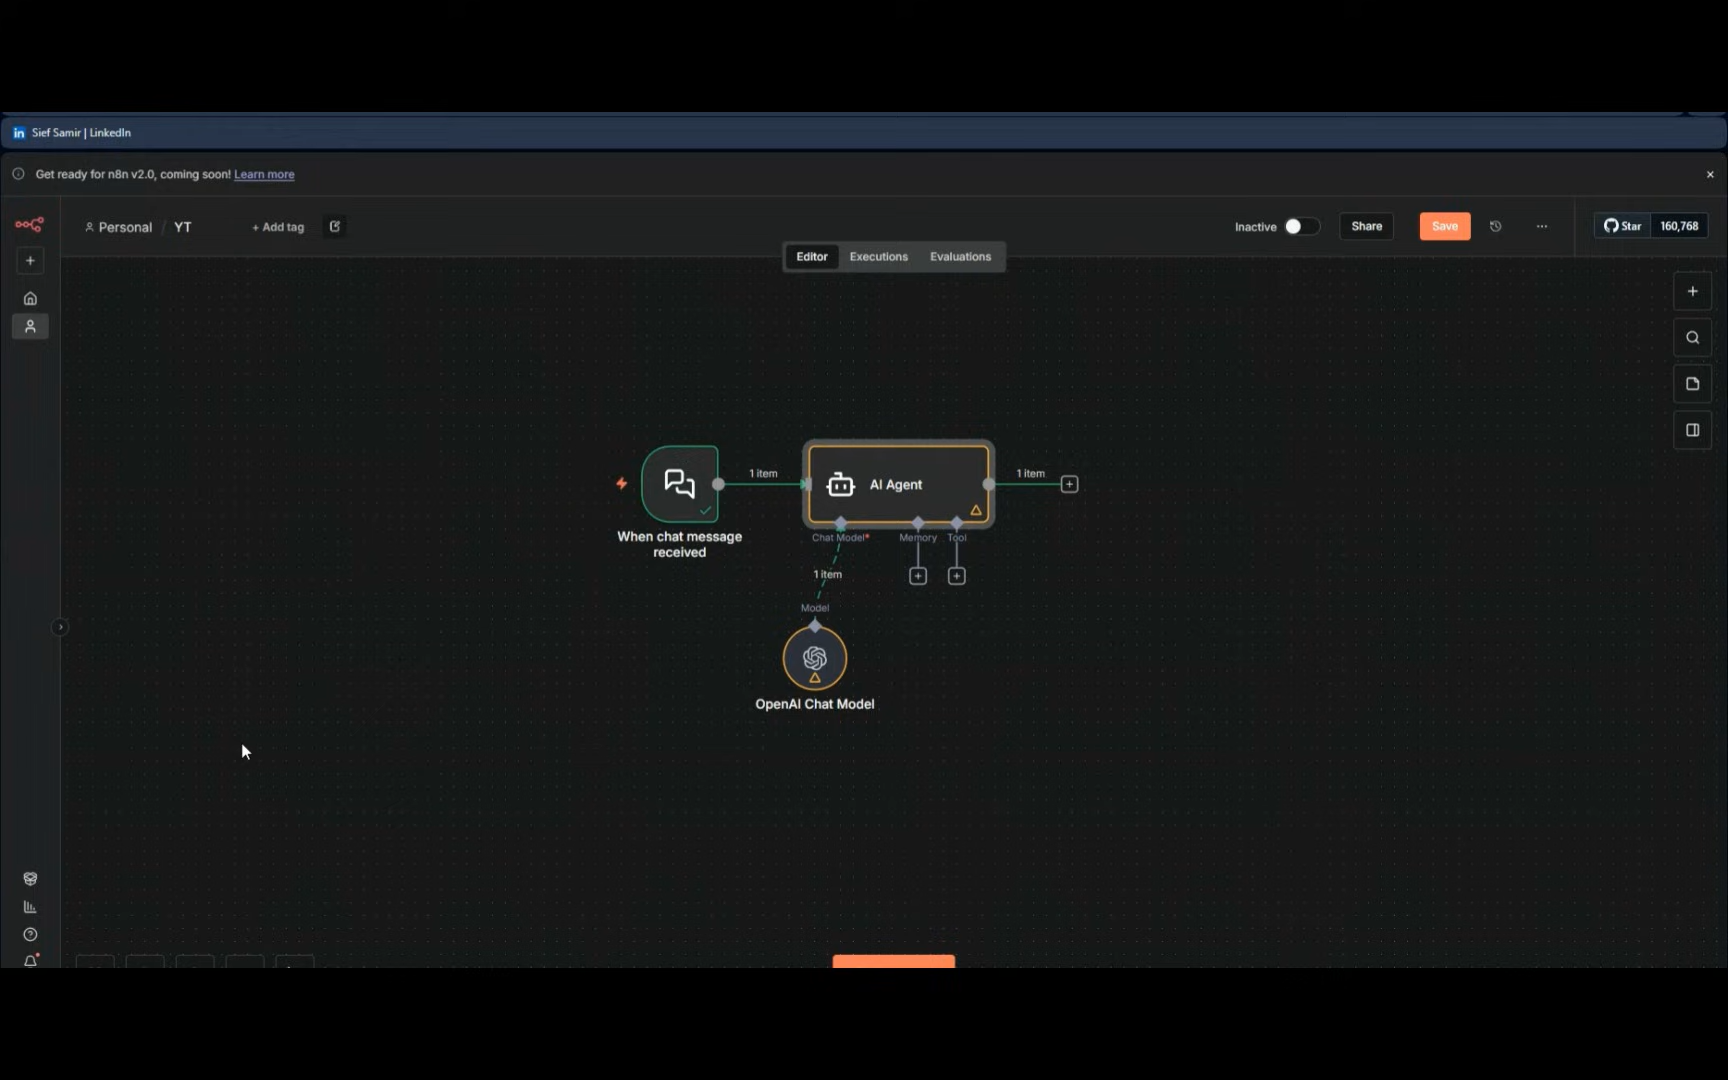 Sief Samir | LinkedIn
Get ready for n8n v2.0, coming soon! Learn more
Personal / YT + Add tag
Inactive Share Save ... Star 160,768
Editor Executions Evaluations
1 item AI Agent 1 item
When chat message
received
Chat Model* Memory Tool
1 item
Model
OpenAI Chat Model